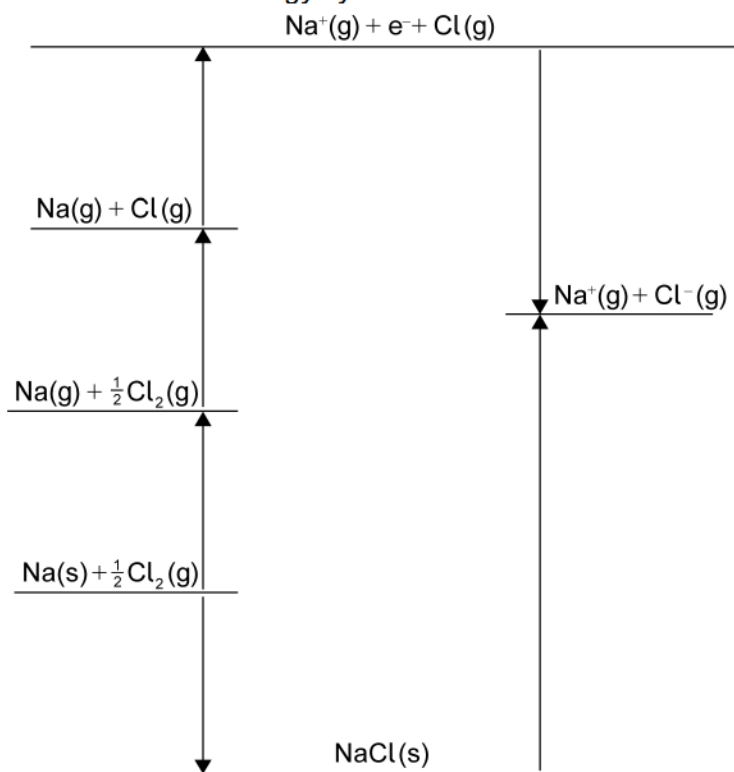 Na⁺(g) + e⁻ + Cl(g)
Na(g) + Cl(g)
Na⁺(g) + Cl⁻(g)
Na(g) + ½Cl₂(g)
Na(s) + ½Cl₂(g)
NaCl(s)